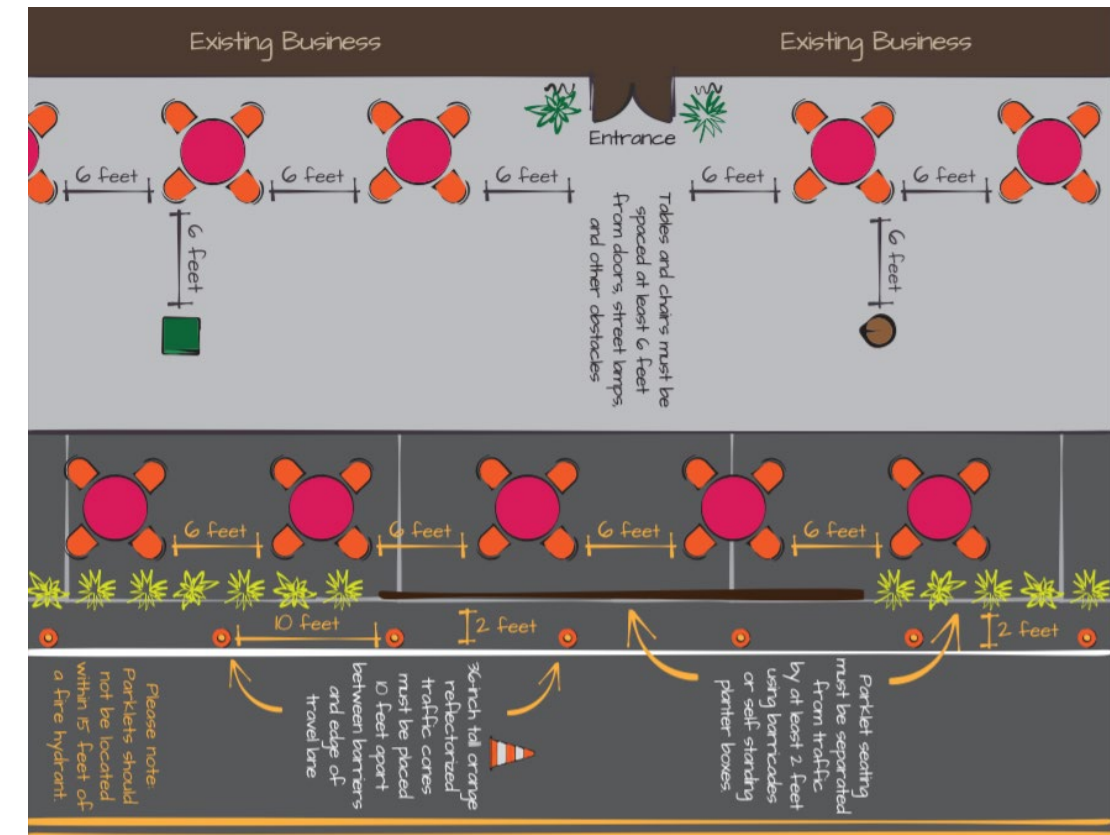 Existing Business
Existing Business
Entrance
6 feet
6 feet
6 feet
6 feet
6 feet
6 feet
6 feet
Tables and chairs must be
spaced at least 6 feet
from doors, street lamps,
and other obstacles
6 feet
6 feet
6 feet
6 feet
10 feet
2 feet
2 feet
Please note:
Parklets should
not be located
within 15 feet of
a fire hydrant.
36-inch tall orange
reflectorized
traffic cones
must be placed
10 feet apart
between barriers
and edge of
travel lane
Parklet seating
must be separated
from traffic
by at least 2 feet
using barricades
or self standing
planter boxes.